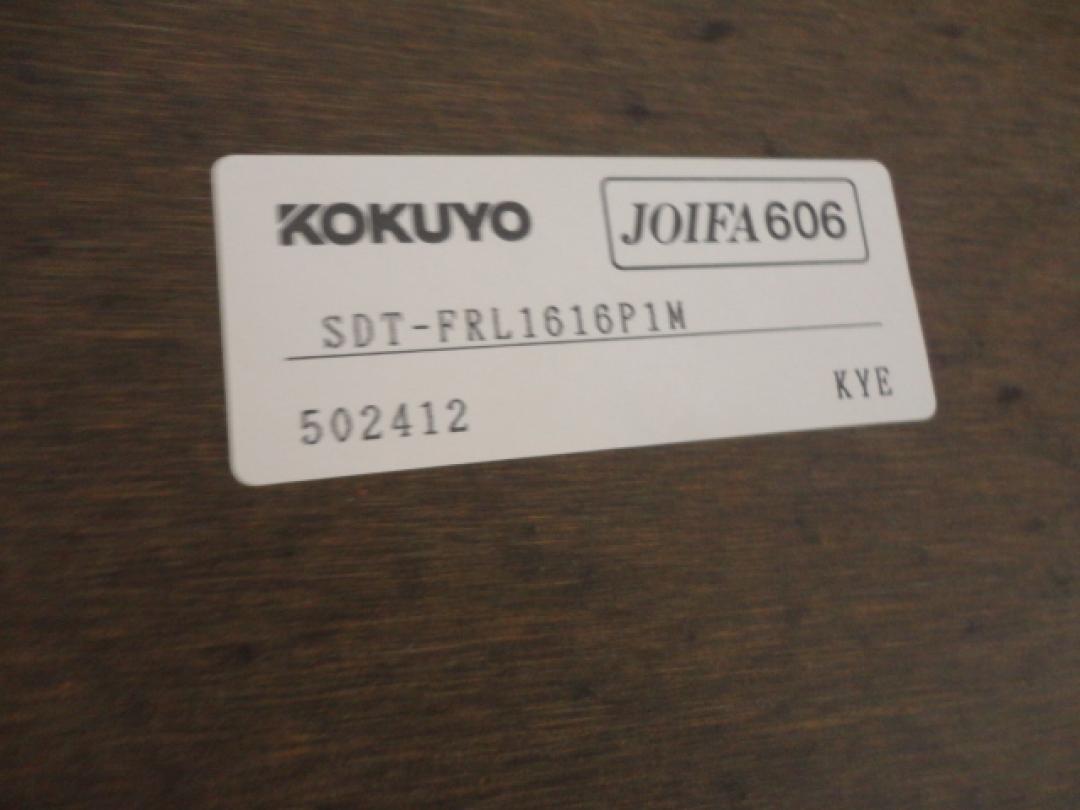 KOKUYO
JOIFA606
SDT-FRL1616P1M
502412
KYE